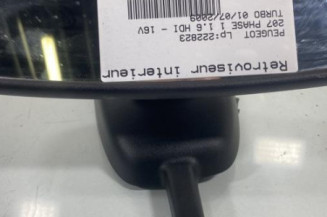 Retroviseur interieur
PEUGEOT Lp:222823
207 PHASE 1 1.6 HDI - 16V
TURBO 01/07/2009